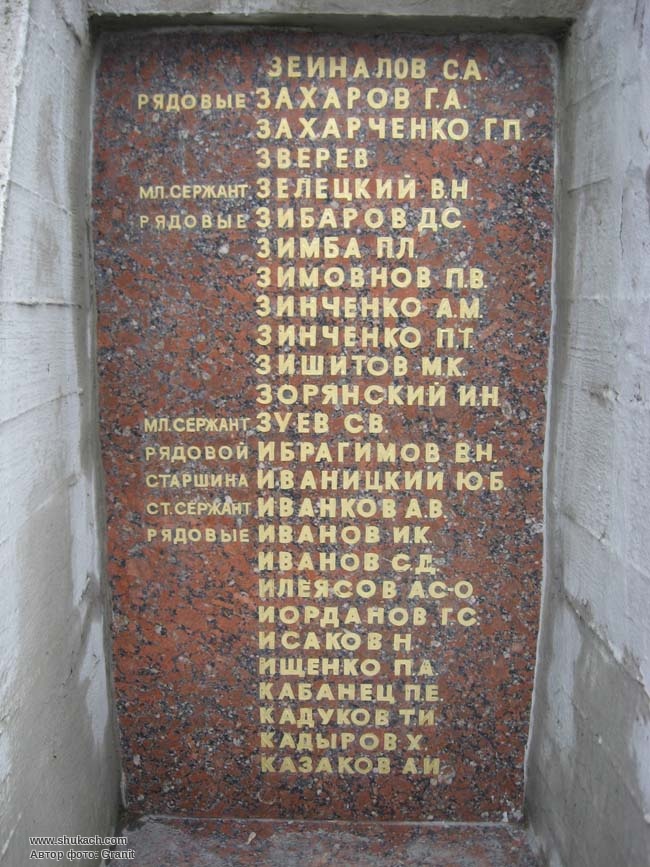 ЗЕЙНАЛОВ С.А.
РЯДОВЫЕ ЗАХАРОВ Г.А.
ЗАХАРЧЕНКО Г.П.
ЗВЕРЕВ
МЛ.СЕРЖАНТ ЗЕЛЕЦКИЙ В.Н.
РЯДОВЫЕ ЗИБАРОВ Д.С.
ЗИМБА П.Л.
ЗИМОВНОВ П.В.
ЗИНЧЕНКО А.М.
ЗИНЧЕНКО П.Т.
ЗИШИТОВ М.К.
ЗОРЯНСКИЙ И.Н.
МЛ.СЕРЖАНТ ЗУЕВ С.В.
РЯДОВОЙ ИБРАГИМОВ В.Н.
СТАРШИНА ИВАНИЦКИЙ Ю.Б.
СТ.СЕРЖАНТ ИВАНКОВ А.В.
РЯДОВЫЕ ИВАНОВ И.К.
ИВАНОВ С.Д.
ИЛЕЯСОВ А.С-О.
ИОРДАНОВ Г.С.
ИСАКОВ Н.
ИЩЕНКО П.А.
КАБАНЕЦ П.Е.
КАДУКОВ Т.И.
КАДЫРОВ Х.
КАЗАКОВ А.И.
www.shukach.com
Автор фото: Granit